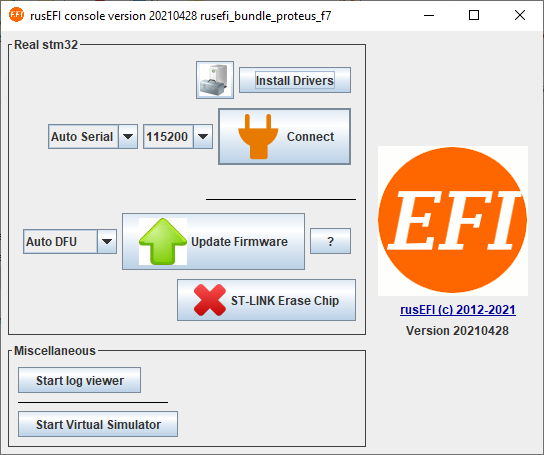 rusEFI console version 20210428 rusefi_bundle_proteus_f7
Real stm32
Install Drivers
Auto Serial 115200 Connect
Auto DFU Update Firmware ?
ST-LINK Erase Chip
EFI
rusEFI (c) 2012-2021
Version 20210428
Miscellaneous
Start log viewer
Start Virtual Simulator